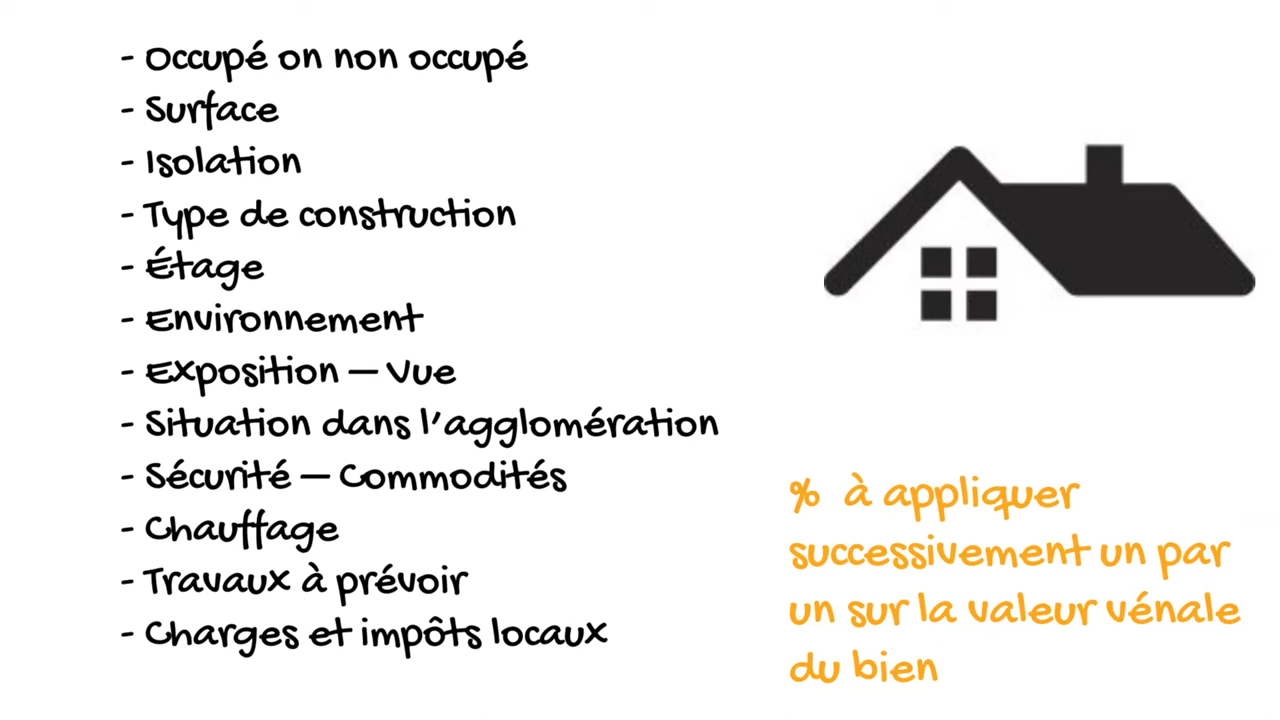 - Occupé on non occupé
- Surface
- Isolation
- Type de construction
- Étage
- Environnement
- Exposition – Vue
- Situation dans l'agglomération
- Sécurité – Commodités
- Chauffage
- Travaux à prévoir
- Charges et impôts locaux
% à appliquer
successivement un par
un sur la valeur vénale
du bien